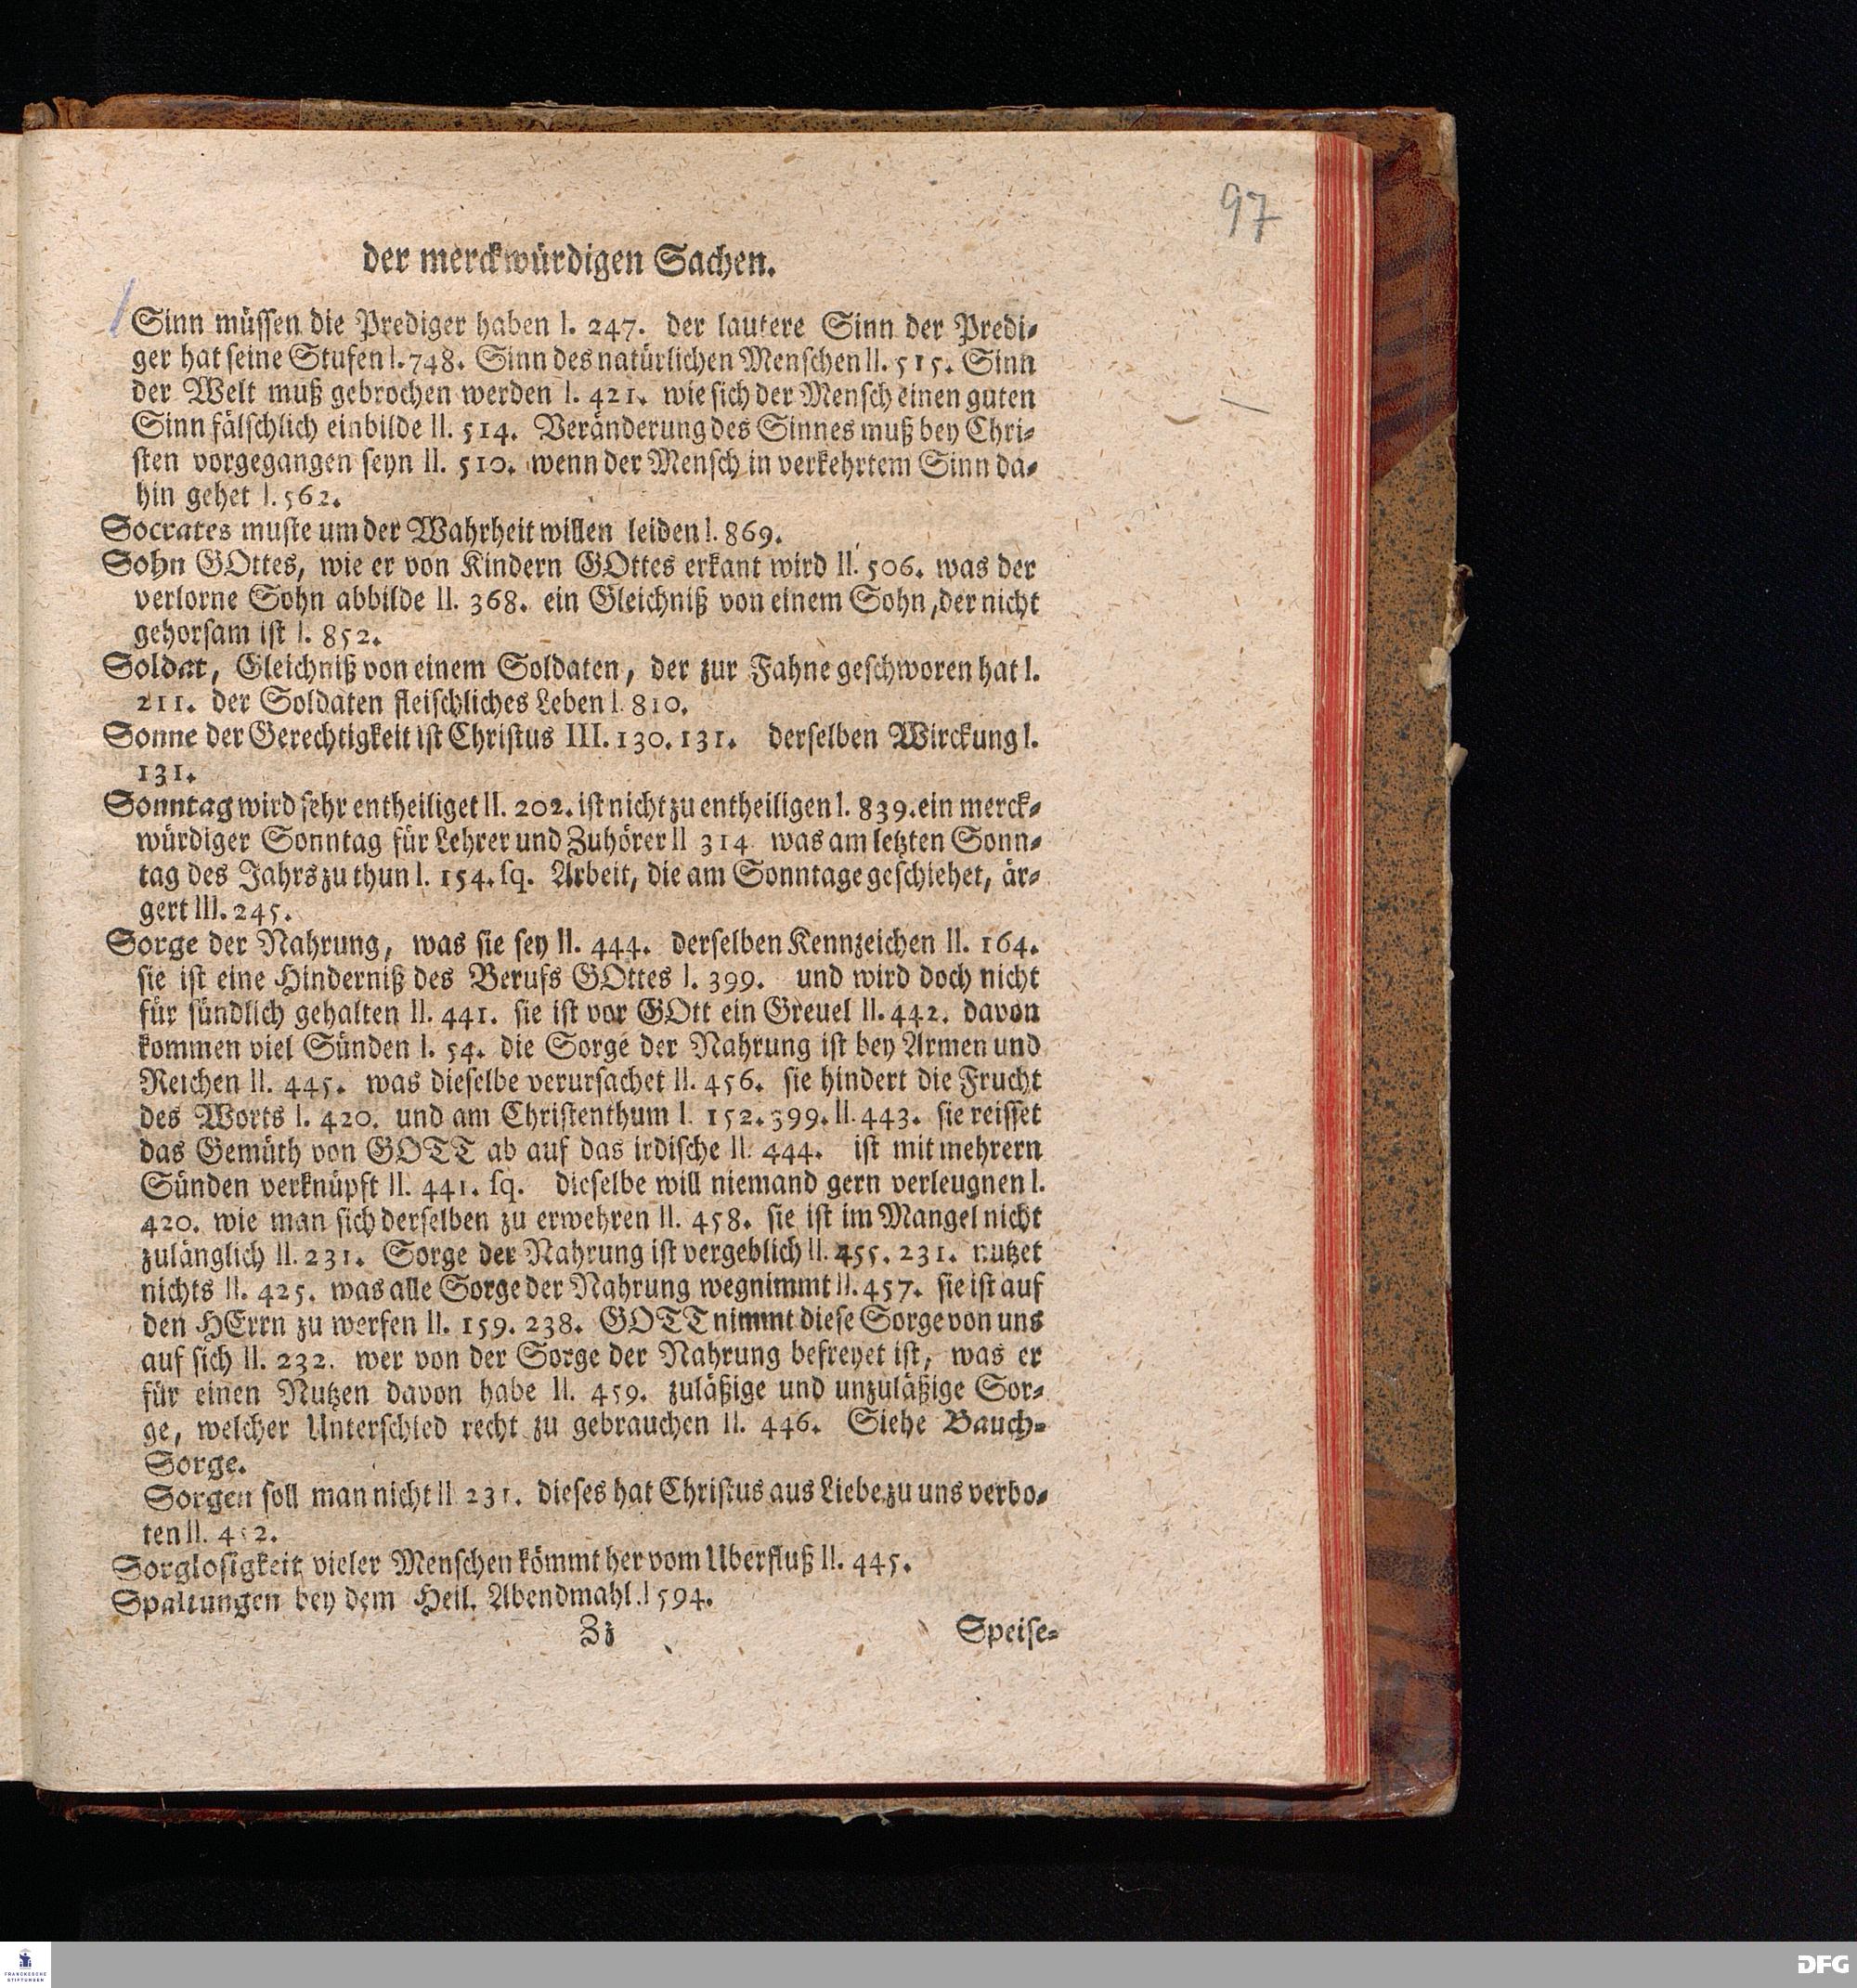 97
der merckwürdigen Sachen.
Sinn müssen die Prediger haben I. 247. der lautere Sinn der Predi-
ger hat seine Stufen I. 748. Sinn des natürlichen Menschen II. 515. Sinn
der Welt muß gebrochen werden I. 421. wie sich der Mensch einen guten
Sinn fälschlich einbilde II. 514. Veränderung des Sinnes muß bey Chri-
sten vorgegangen seyn II. 510. wenn der Mensch in verkehrtem Sinn da-
hin gehet I. 562.
Socrates muste um der Wahrheit willen leiden I. 869.
Sohn GOttes, wie er von Kindern GOttes erkant wird II. 506. was der
verlorne Sohn abbilde II. 368. ein Gleichniß von einem Sohn, der nicht
gehorsam ist I. 852.
Soldat, Gleichniß von einem Soldaten, der zur Fahne geschworen hat I.
211. der Soldaten fleischliches Leben I. 810.
Sonne der Gerechtigkeit ist Christus III. 130. 131. derselben Wirckung I.
131.
Sonntag wird sehr entheiliget II. 202. ist nicht zu entheiligen I. 839. ein merck-
würdiger Sonntag für Lehrer und Zuhörer II 314 was am letzten Sonn-
tag des Jahrs zu thun I. 154. sq. Arbeit, die am Sonntage geschiehet, är-
gert III. 245.
Sorge der Nahrung, was sie sey II. 444. derselben Kennzeichen II. 164.
sie ist eine Hinderniß des Berufs GOttes I. 399. und wird doch nicht
für sündlich gehalten II. 441. sie ist vor GOtt ein Greuel II. 442. davon
kommen viel Sünden I. 54. die Sorge der Nahrung ist bey Armen und
Reichen II. 445. was dieselbe verursachet II. 456. sie hindert die Frucht
des Worts I. 420. und am Christenthum I. 152. 399. II. 443. sie reisset
das Gemüth von GOTT ab auf das irdische II. 444. ist mit mehrern
Sünden verknüpft II. 441. sq. dieselbe will niemand gern verleugnen I.
420. wie man sich derselben zu erwehren II. 458. sie ist im Mangel nicht
zulänglich II. 231. Sorge der Nahrung ist vergeblich II. 455. 231. nutzet
nichts II. 425. was alle Sorge der Nahrung wegnimmt II. 457. sie ist auf
den HErrn zu werfen II. 159. 238. GOTT nimmt diese Sorge von uns
auf sich II. 232. wer von der Sorge der Nahrung befreyet ist, was er
für einen Nutzen davon habe II. 459. zuläßige und unzuläßige Sor-
ge, welcher Unterschied recht zu gebrauchen II. 446. Siehe Bauch-
Sorge.
Sorgen soll man nicht II 231. dieses hat Christus aus Liebe zu uns verbo-
ten II.
Sorglosigkeit vieler Menschen kömmt her vom Uberfluß II. 445.
Spaltungen bey dem Heil. Abendmahl. I 594.
Zz
Speise-
FRANCKESCHE
STIFTUNGEN
DFG